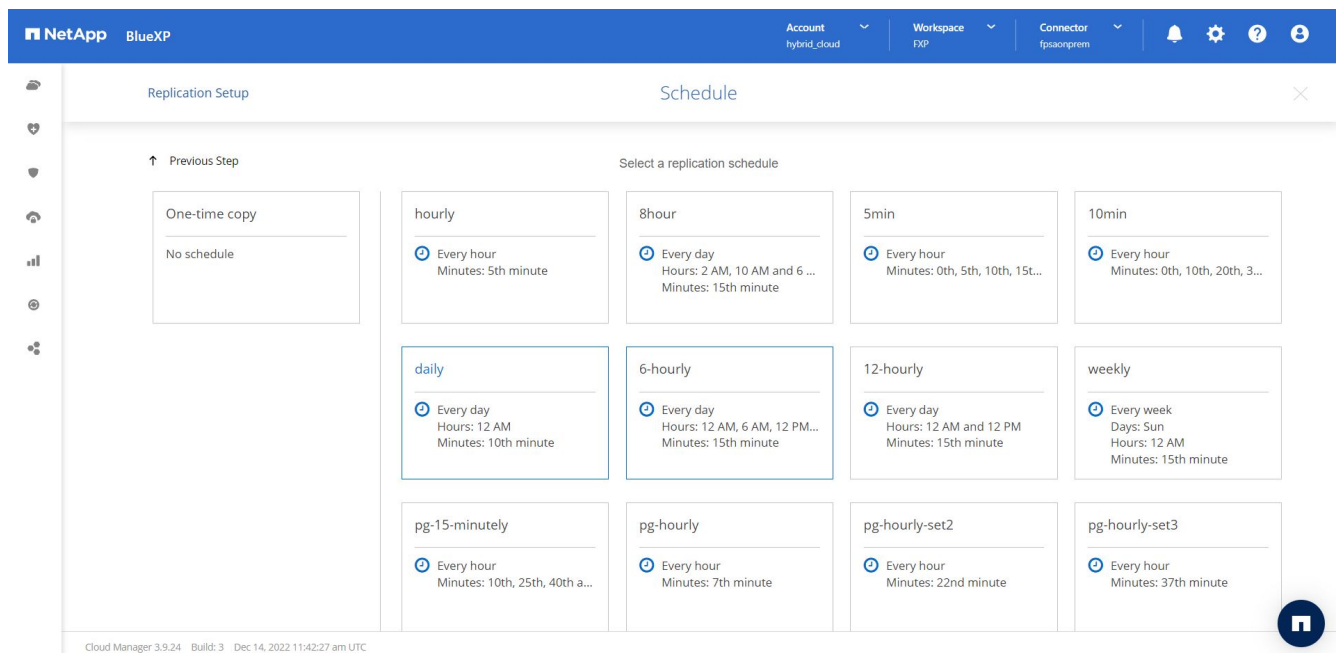 NetApp BlueXP
Account
hybrid_cloud
Workspace
FXP
Connector
fpsaonprem
Replication Setup
Schedule
Previous Step
Select a replication schedule
One-time copy
No schedule
hourly
Every hour
Minutes: 5th minute
8hour
Every day
Hours: 2 AM, 10 AM and 6 ...
Minutes: 15th minute
5min
Every hour
Minutes: 0th, 5th, 10th, 15t...
10min
Every hour
Minutes: 0th, 10th, 20th, 3...
daily
Every day
Hours: 12 AM
Minutes: 10th minute
6-hourly
Every day
Hours: 12 AM, 6 AM, 12 PM...
Minutes: 15th minute
12-hourly
Every day
Hours: 12 AM and 12 PM
Minutes: 15th minute
weekly
Every week
Days: Sun
Hours: 12 AM
Minutes: 15th minute
pg-15-minutely
Every hour
Minutes: 10th, 25th, 40th a...
pg-hourly
Every hour
Minutes: 7th minute
pg-hourly-set2
Every hour
Minutes: 22nd minute
pg-hourly-set3
Every hour
Minutes: 37th minute
Cloud Manager 3.9.24 Build: 3 Dec 14, 2022 11:42:27 am UTC